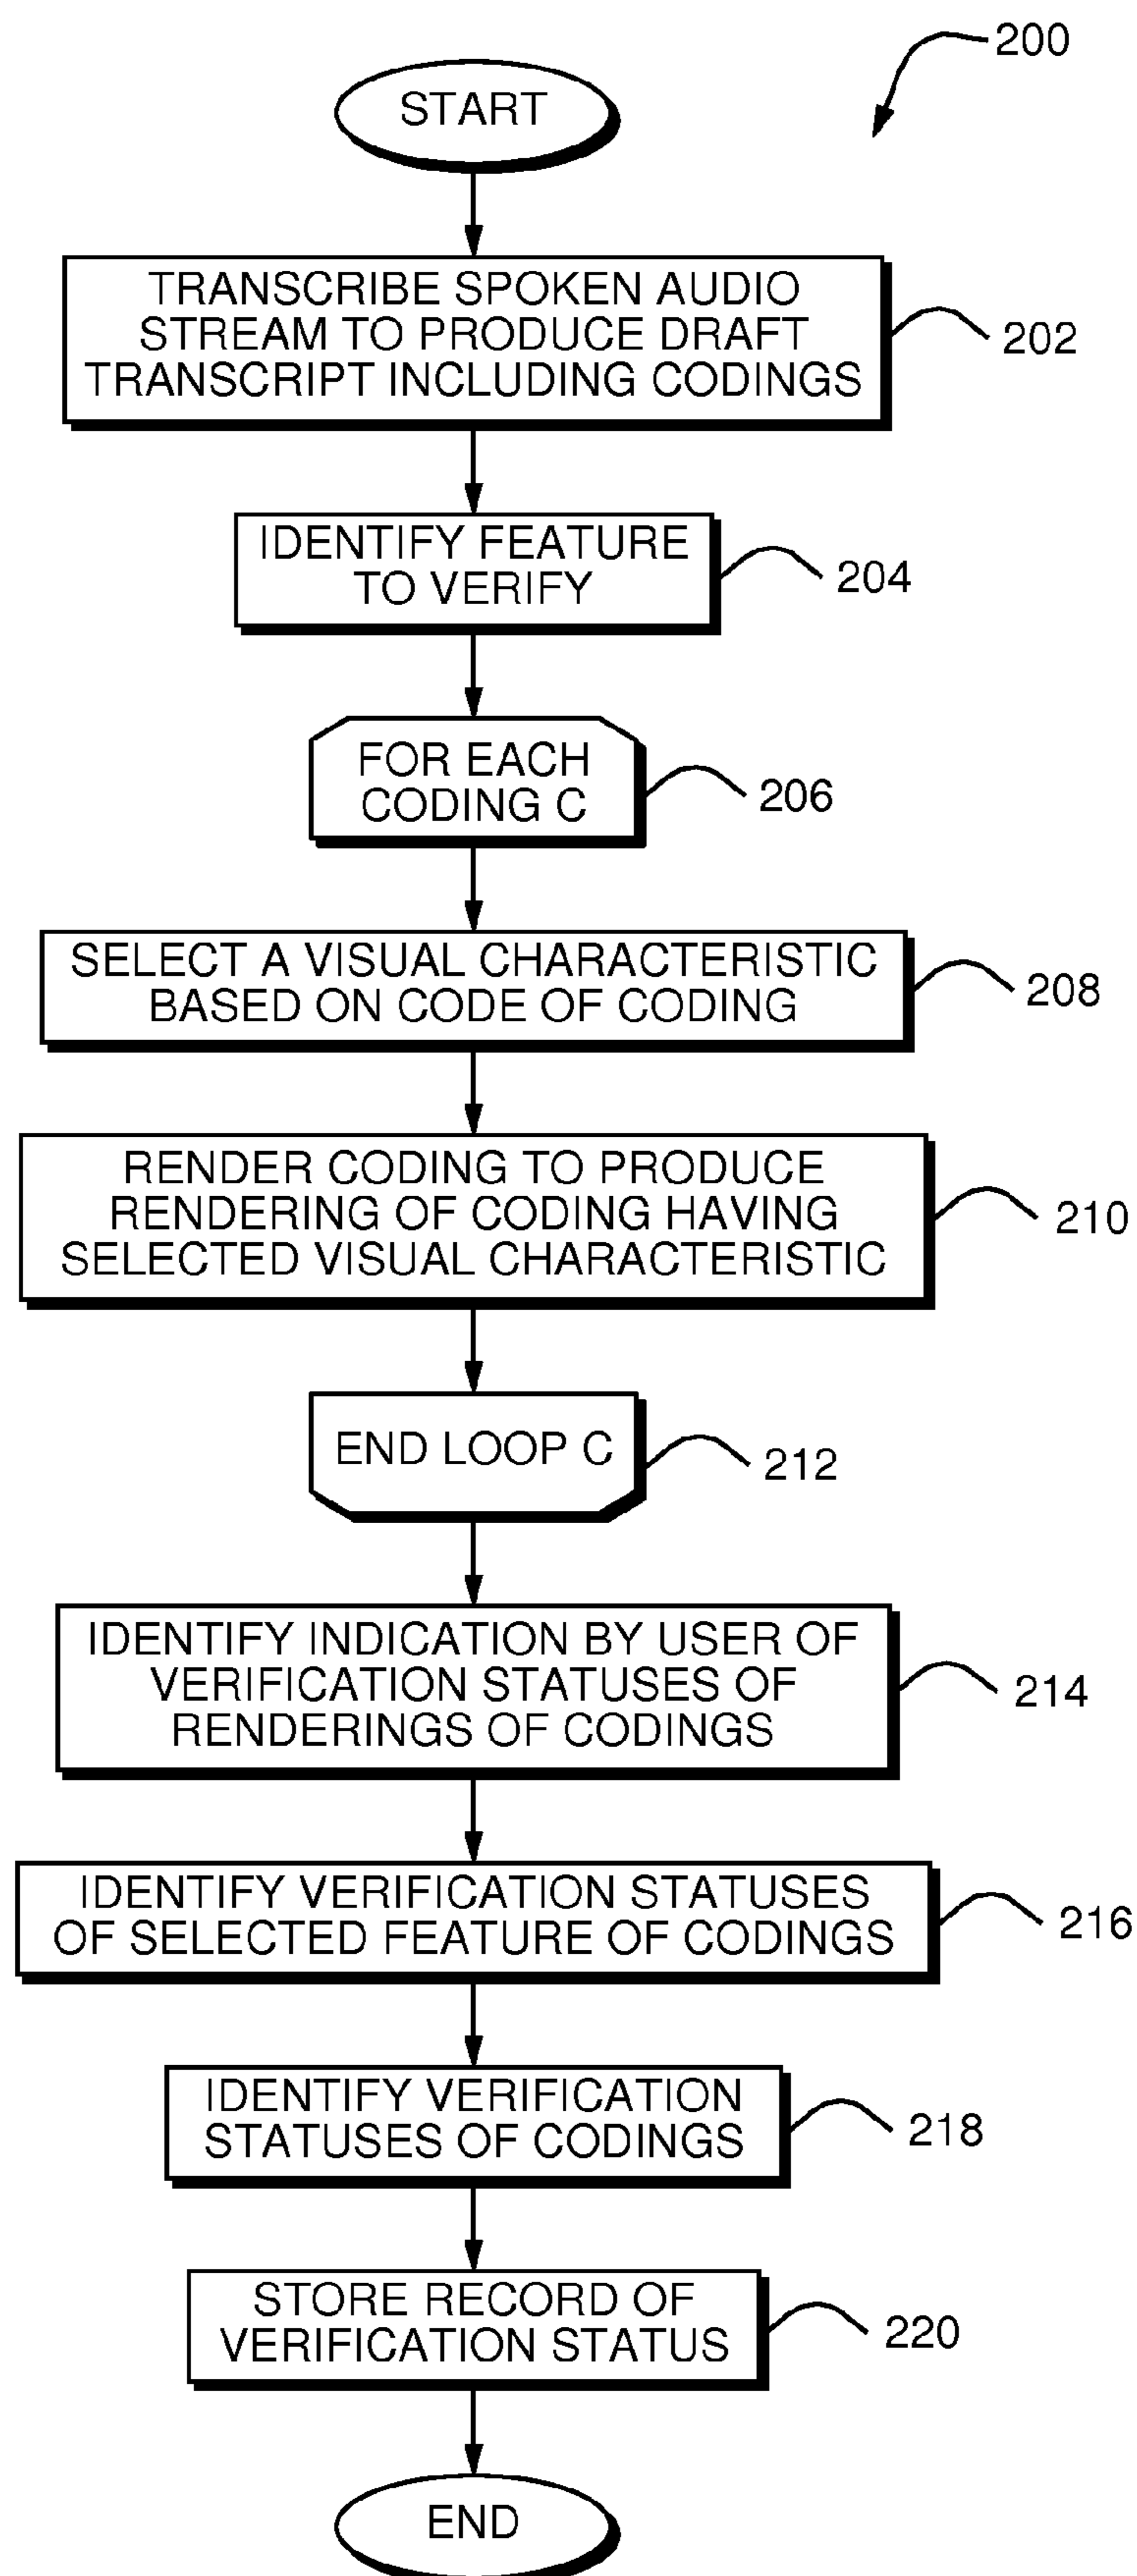 200
START
TRANSCRIBE SPOKEN AUDIO
STREAM TO PRODUCE DRAFT
TRANSCRIPT INCLUDING CODINGS
202
IDENTIFY FEATURE
TO VERIFY
204
FOR EACH
CODING C
206
SELECT A VISUAL CHARACTERISTIC
BASED ON CODE OF CODING
208
RENDER CODING TO PRODUCE
RENDERING OF CODING HAVING
SELECTED VISUAL CHARACTERISTIC
210
END LOOP C
212
IDENTIFY INDICATION BY USER OF
VERIFICATION STATUSES OF
RENDERINGS OF CODINGS
214
IDENTIFY VERIFICATION STATUSES
OF SELECTED FEATURE OF CODINGS
216
IDENTIFY VERIFICATION
STATUSES OF CODINGS
218
STORE RECORD OF
VERIFICATION STATUS
220
END